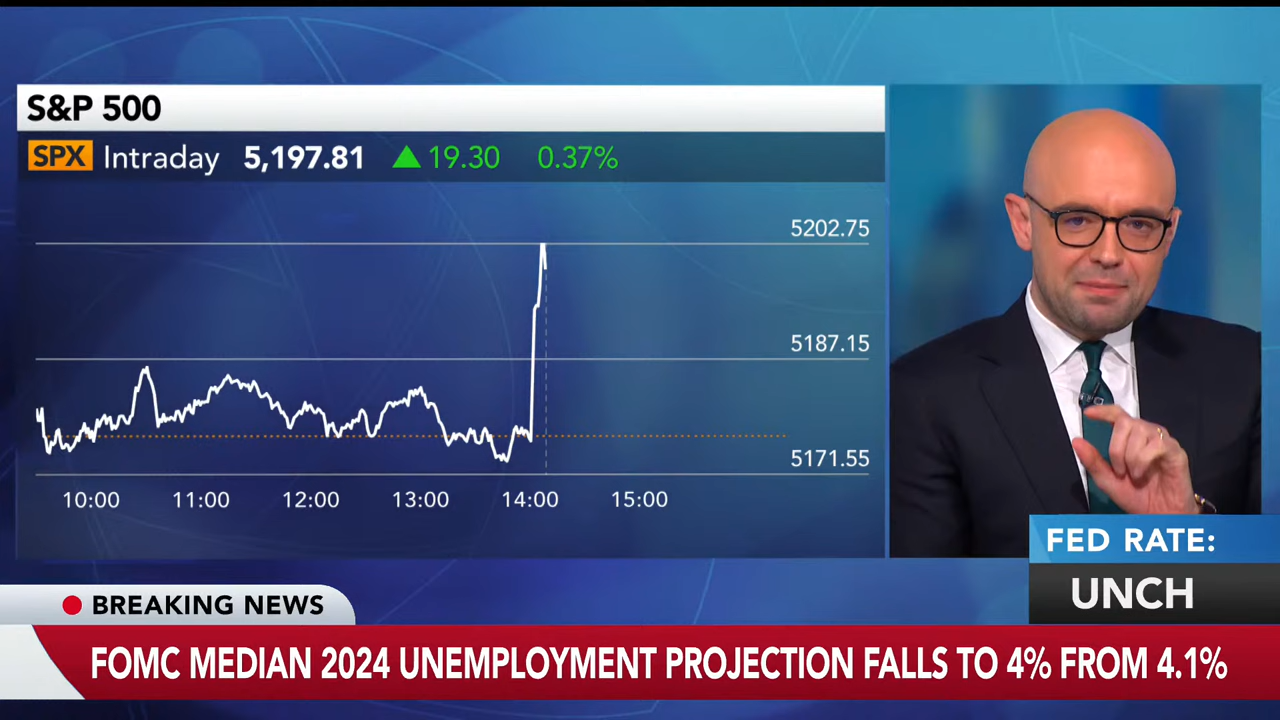 S&P 500
SPX Intraday 5,197.81 ▲ 19.30 0.37%
5202.75
5187.15
5171.55
10:00 11:00 12:00 13:00 14:00 15:00
FED RATE:
UNCH
BREAKING NEWS
FOMC MEDIAN 2024 UNEMPLOYMENT PROJECTION FALLS TO 4% FROM 4.1%